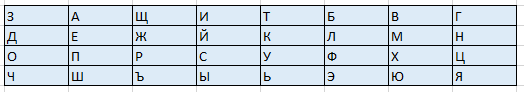 З А Щ И Т Б В Г
Д Е Ж Й К Л М Н
О П Р С У Ф Х Ц
Ч Ш Ъ Ы Ь Э Ю Я